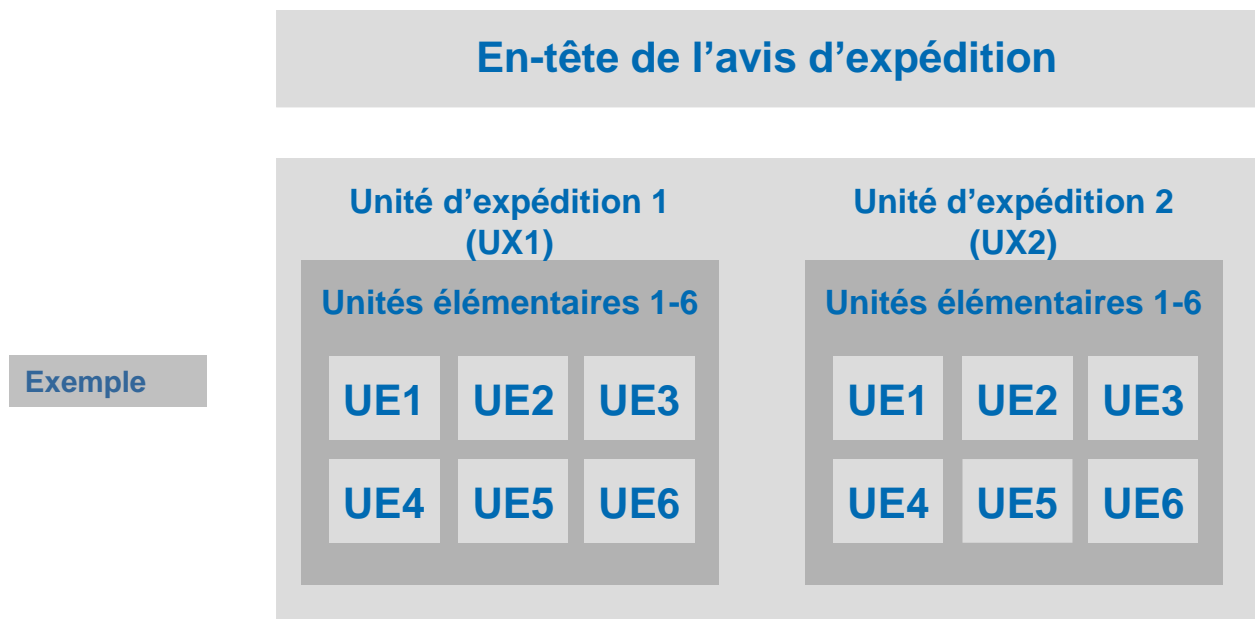 En-tête de l’avis d’expédition
Unité d’expédition 1
(UX1)
Unités élémentaires 1-6
UE1 UE2 UE3
UE4 UE5 UE6
Unité d’expédition 2
(UX2)
Unités élémentaires 1-6
UE1 UE2 UE3
UE4 UE5 UE6
Exemple